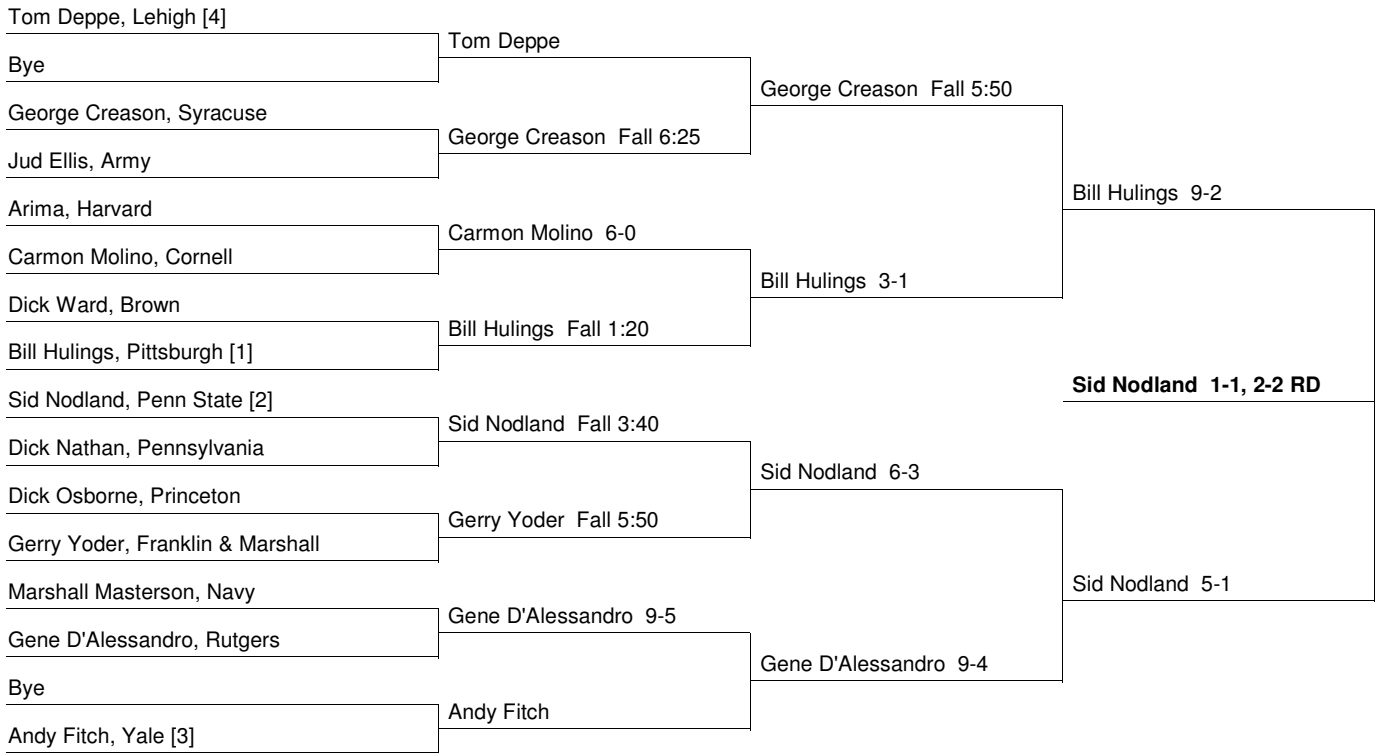 Tom Deppe, Lehigh [4]
Bye
George Creason, Syracuse
Jud Ellis, Army
Arima, Harvard
Carmon Molino, Cornell
Dick Ward, Brown
Bill Hulings, Pittsburgh [1]
Sid Nodland, Penn State [2]
Dick Nathan, Pennsylvania
Dick Osborne, Princeton
Gerry Yoder, Franklin & Marshall
Marshall Masterson, Navy
Gene D'Alessandro, Rutgers
Bye
Andy Fitch, Yale [3]
Tom Deppe
George Creason Fall 6:25
Carmon Molino 6-0
Bill Hulings Fall 1:20
Sid Nodland Fall 3:40
Gerry Yoder Fall 5:50
Gene D'Alessandro 9-5
Andy Fitch
George Creason Fall 5:50
Bill Hulings 3-1
Sid Nodland 6-3
Gene D'Alessandro 9-4
Bill Hulings 9-2
Sid Nodland 5-1
Sid Nodland 1-1, 2-2 RD